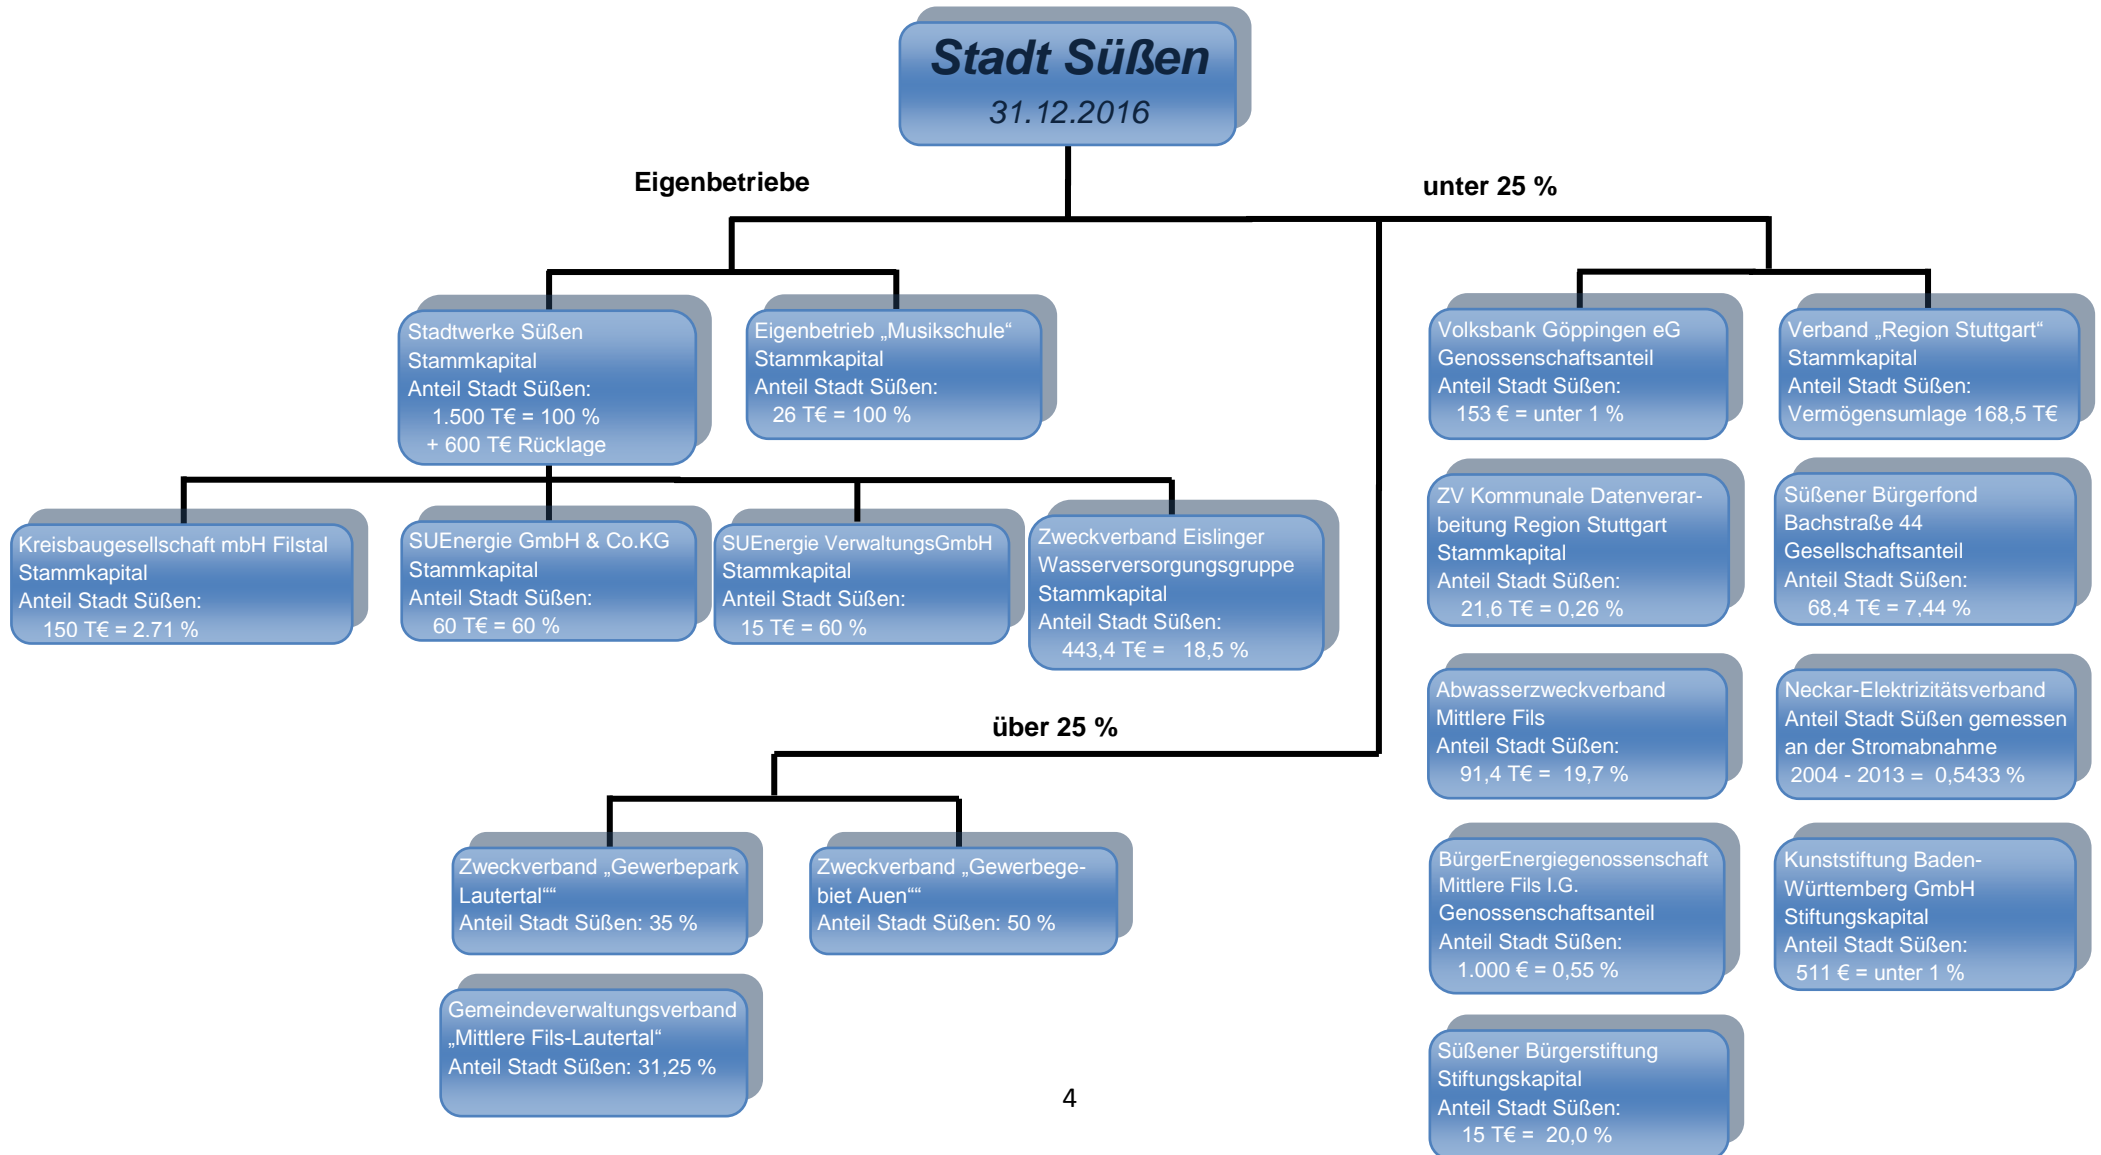 Stadt Süßen
31.12.2016
Eigenbetriebe
unter 25 %
Stadtwerke Süßen
Stammkapital
Anteil Stadt Süßen:
1.500 T€ = 100 %
+ 600 T€ Rücklage
Eigenbetrieb „Musikschule“
Stammkapital
Anteil Stadt Süßen:
26 T€ = 100 %
Volksbank Göppingen eG
Genossenschaftsanteil
Anteil Stadt Süßen:
153 € = unter 1 %
Verband „Region Stuttgart“
Stammkapital
Anteil Stadt Süßen:
Vermögensumlage 168,5 T€
Kreisbaugesellschaft mbH Filstal
Stammkapital
Anteil Stadt Süßen:
150 T€ = 2.71 %
SUEnergie GmbH & Co.KG
Stammkapital
Anteil Stadt Süßen:
60 T€ = 60 %
SUEnergie VerwaltungsGmbH
Stammkapital
Anteil Stadt Süßen:
15 T€ = 60 %
Zweckverband Eislinger
Wasserversorgungsgruppe
Stammkapital
Anteil Stadt Süßen:
443,4 T€ = 18,5 %
ZV Kommunale Datenverar-
beitung Region Stuttgart
Stammkapital
Anteil Stadt Süßen:
21,6 T€ = 0,26 %
Süßener Bürgerfond
Bachstraße 44
Gesellschaftsanteil
Anteil Stadt Süßen:
68,4 T€ = 7,44 %
über 25 %
Abwasserzweckverband
Mittlere Fils
Anteil Stadt Süßen:
91,4 T€ = 19,7 %
Neckar-Elektrizitätsverband
Anteil Stadt Süßen gemessen
an der Stromabnahme
2004 - 2013 = 0,5433 %
Zweckverband „Gewerbepark
Lautertal““
Anteil Stadt Süßen: 35 %
Zweckverband „Gewerbege-
biet Auen““
Anteil Stadt Süßen: 50 %
BürgerEnergiegenossenschaft
Mittlere Fils I.G.
Genossenschaftsanteil
Anteil Stadt Süßen:
1.000 € = 0,55 %
Kunststiftung Baden-
Württemberg GmbH
Stiftungskapital
Anteil Stadt Süßen:
511 € = unter 1 %
Gemeindeverwaltungsverband
„Mittlere Fils-Lautertal“
Anteil Stadt Süßen: 31,25 %
Süßener Bürgerstiftung
Stiftungskapital
Anteil Stadt Süßen:
15 T€ = 20,0 %
4